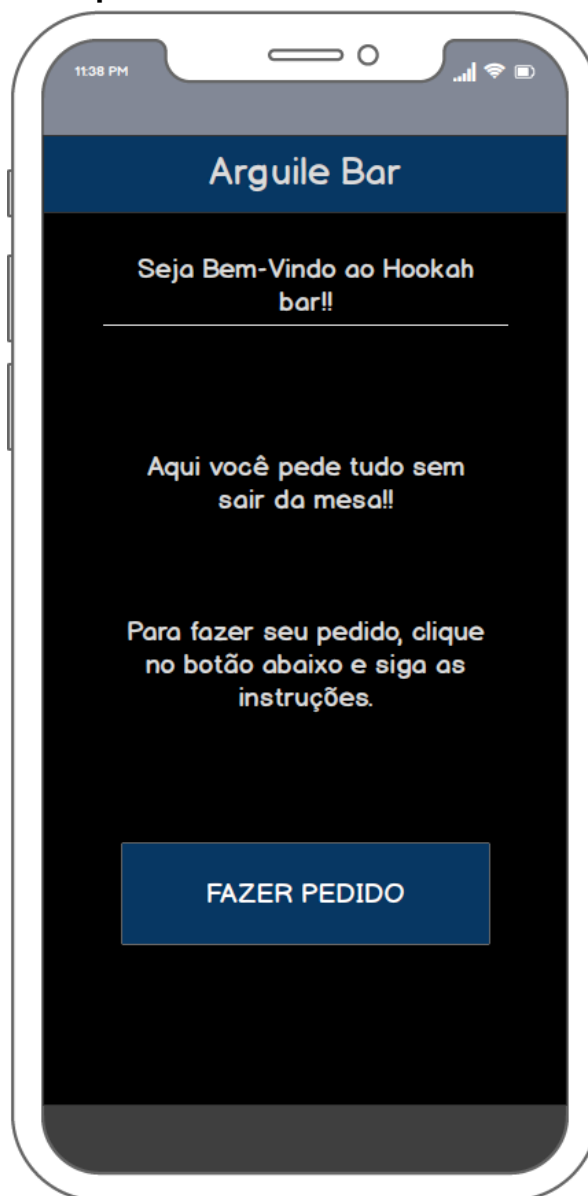 11:38 PM
Arguile Bar
Seja Bem-Vindo ao Hookah
bar!!
Aqui você pede tudo sem
sair da mesa!!
Para fazer seu pedido, clique
no botão abaixo e siga as
instruções.
FAZER PEDIDO